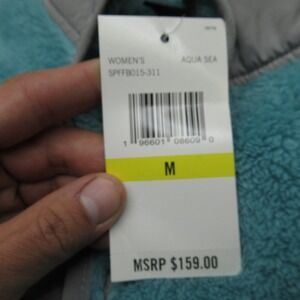 WOMEN'S AQUA SEA
SPFFB015-311
1 96601 08609 0
M
MSRP $159.00